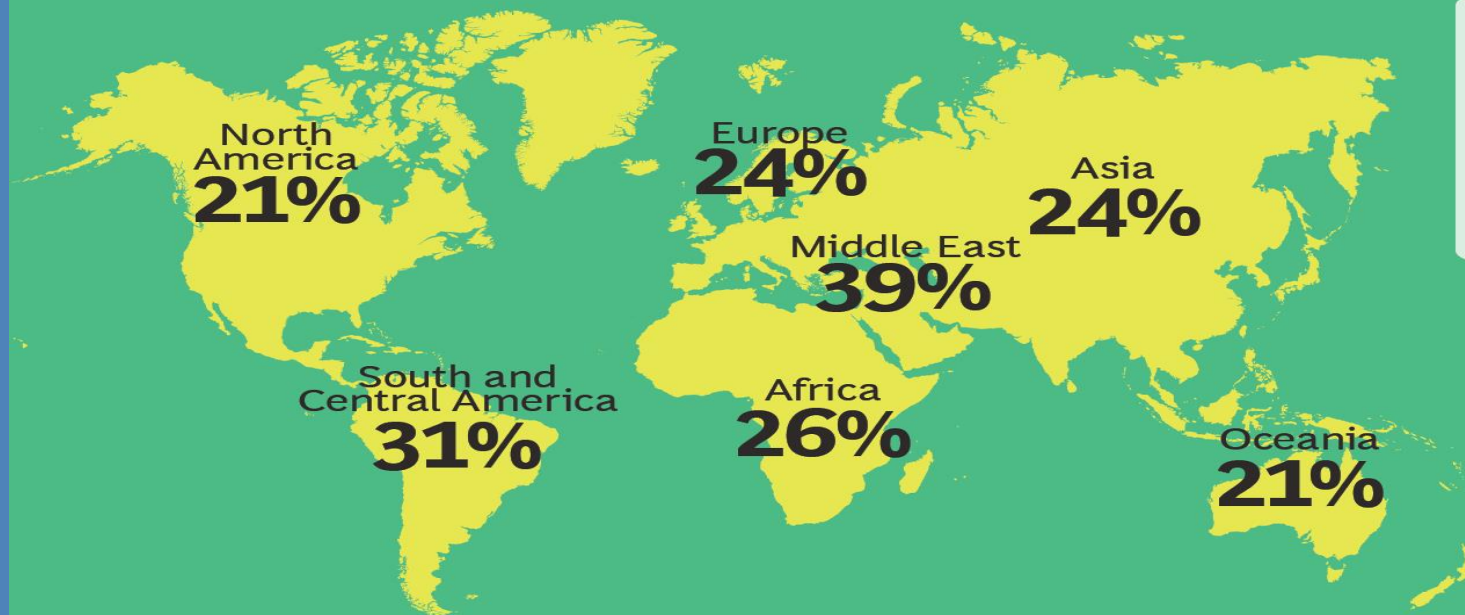 North
America
21%
Europe
24%
Asia
24%
Middle East
39%
South and
Central America
31%
Africa
26%
Oceania
21%